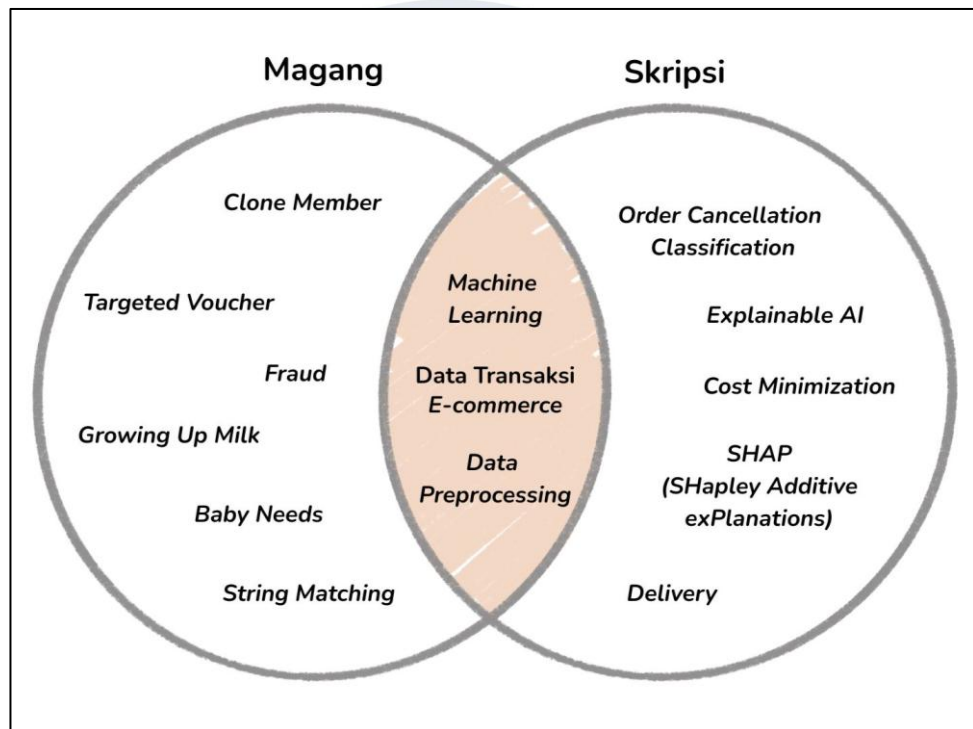 Magang
Skripsi
Clone Member
Targeted Voucher
Fraud
Growing Up Milk
Baby Needs
String Matching
Machine
Learning
Data Transaksi
E-commerce
Data
Preprocessing
Order Cancellation
Classification
Explainable AI
Cost Minimization
SHAP
(SHapley Additive
exPlanations)
Delivery